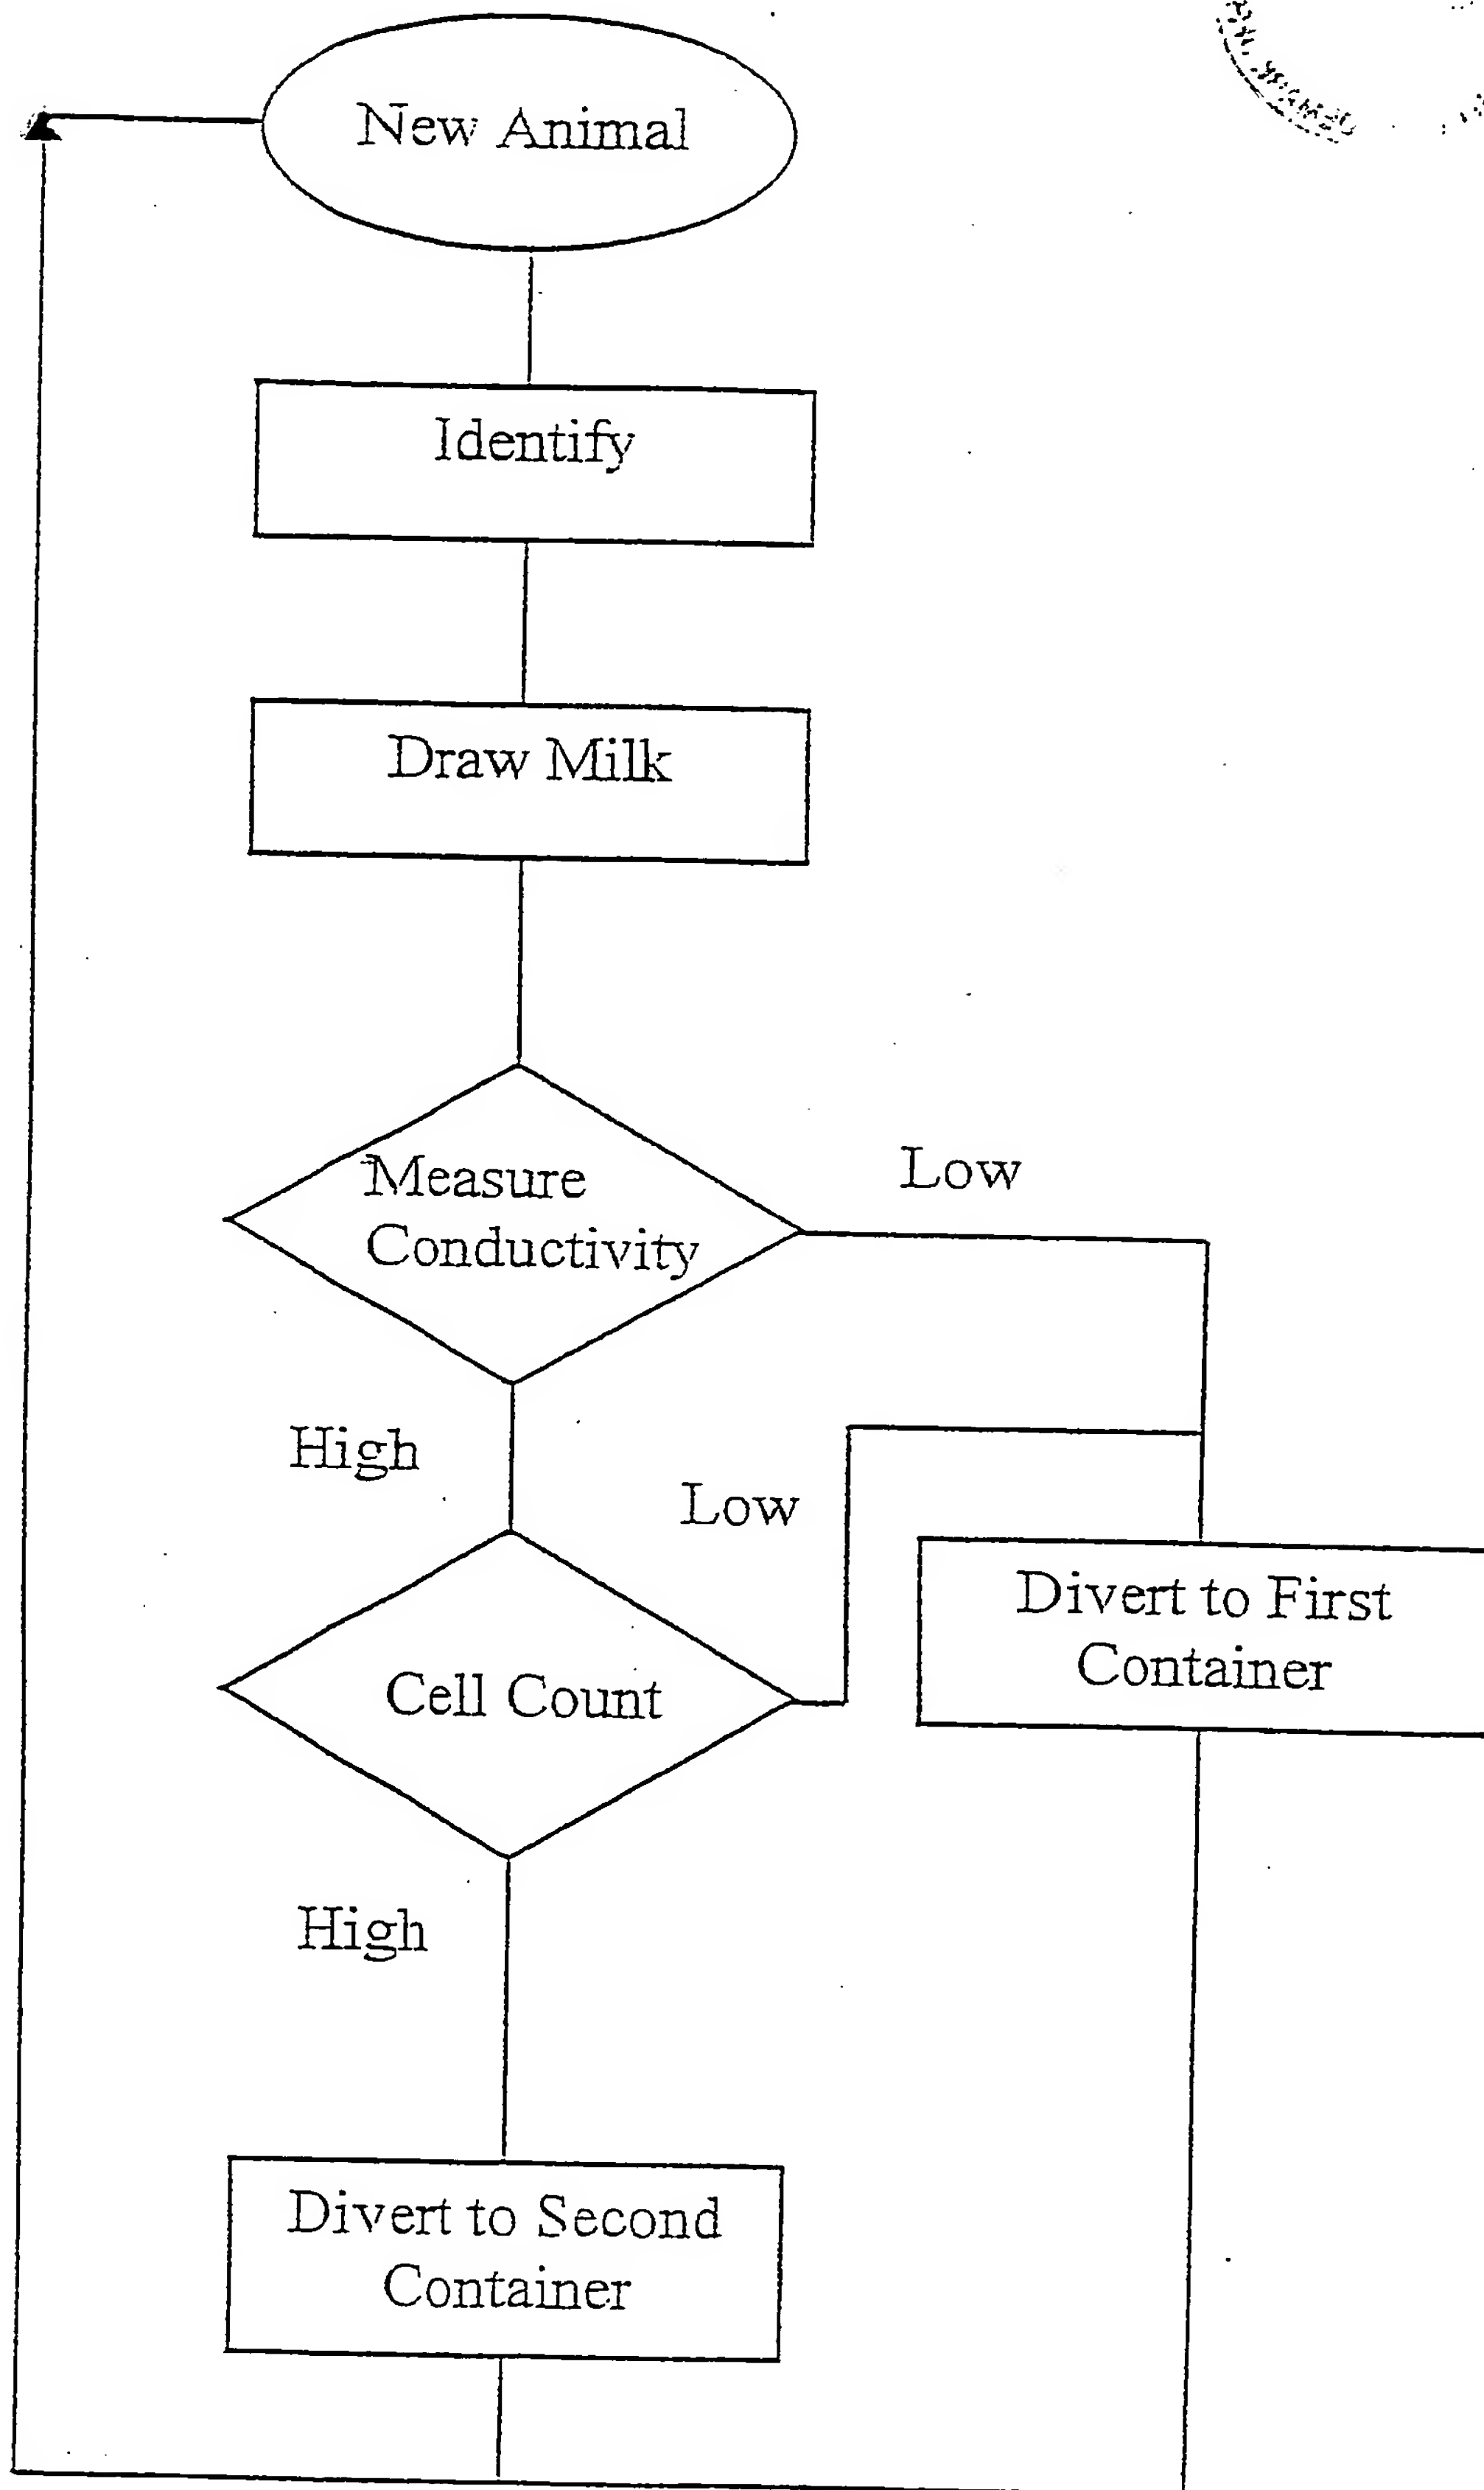 New Animal
Identify
Draw Milk
Measure
Conductivity
Low
High
Low
Divert to First
Container
Cell Count
High
Divert to Second
Container